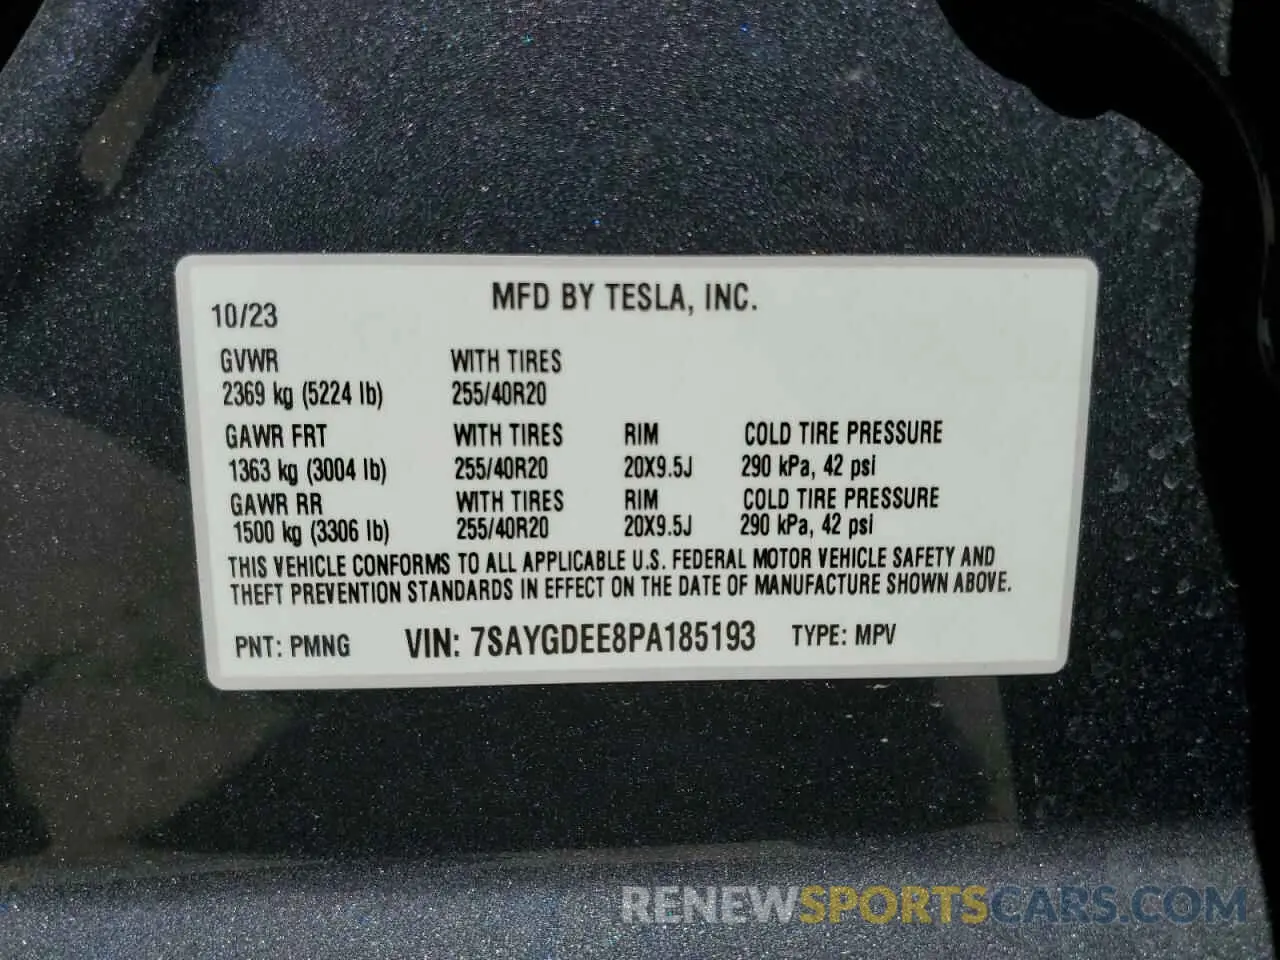 MFD BY TESLA, INC.
10/23
GVWR WITH TIRES
2369 kg (5224 lb) 255/40R20
GAWR FRT WITH TIRES RIM COLD TIRE PRESSURE
1363 kg (3004 lb) 255/40R20 20X9.5J 290 kPa, 42 psi
GAWR RR WITH TIRES RIM COLD TIRE PRESSURE
1500 kg (3306 lb) 255/40R20 20X9.5J 290 kPa, 42 psi
THIS VEHICLE CONFORMS TO ALL APPLICABLE U.S. FEDERAL MOTOR VEHICLE SAFETY AND
THEFT PREVENTION STANDARDS IN EFFECT ON THE DATE OF MANUFACTURE SHOWN ABOVE.
PNT: PMNG VIN: 7SAYGDEE8PA185193 TYPE: MPV
RENEWSPORTSCARS.COM